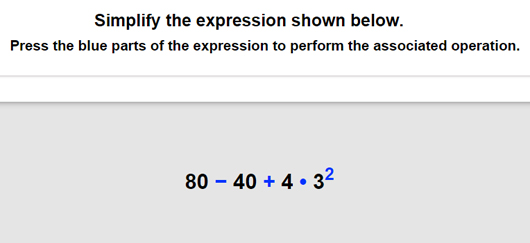 Simplify the expression shown below.
Press the blue parts of the expression to perform the associated operation.
80 − 40 + 4 • 3²